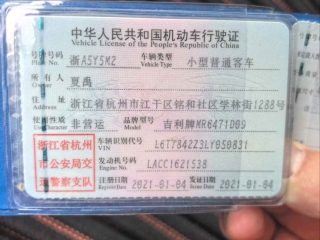 中华人民共和国机动车行驶证
Vehicle License of the People's Republic of China
号牌号码 浙A5Y5MZ 车辆类型 小型普通客车
Plate No. Vehicle Type
所有人 夏禹
Owner
住址 浙江省杭州市江干区铭和社区学林街1288号
Address
使用性质 非营运 品牌型号 吉利牌MR6471D09
Use Character Model
浙江省杭州
市公安局交
通警察支队
车辆识别代号 L6T7842Z3LY050831
VIN
发动机号码 LACC1621538
Engine No.
注册日期 2021-01-04 发证日期 2021-01-04
Register Date Issue Date